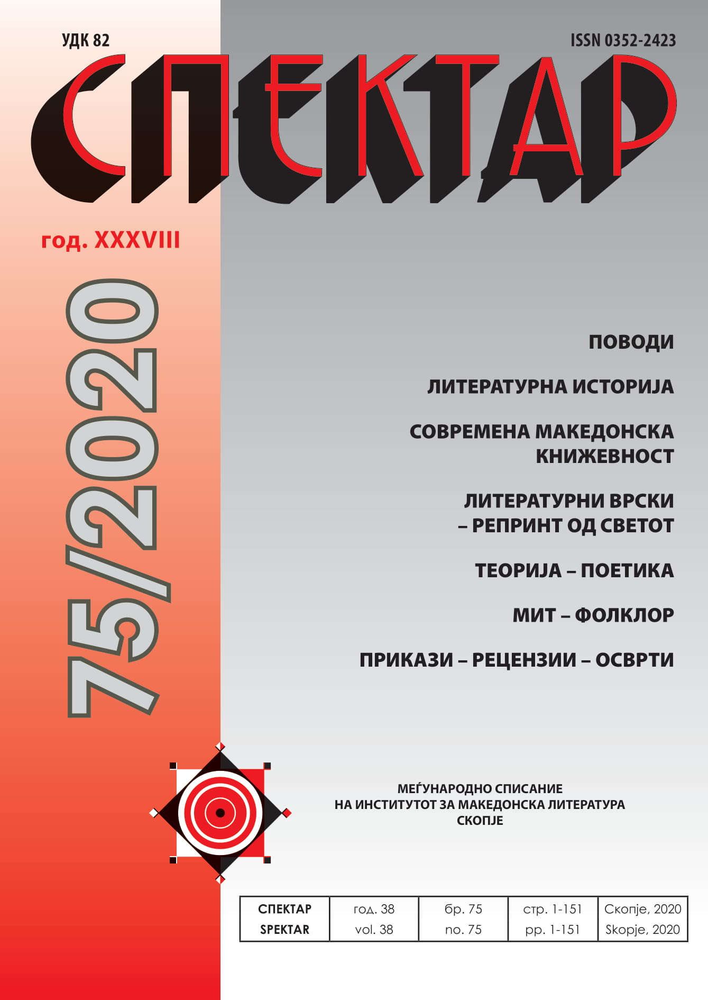 УДК 82
ISSN 0352-2423
СПЕКТАР
год. XXXVIII
75/2020
ПОВОДИ
ЛИТЕРАТУРНА ИСТОРИЈА
СОВРЕМЕНА МАКЕДОНСКА
КНИЖЕВНОСТ
ЛИТЕРАТУРНИ ВРСКИ
– РЕПРИНТ ОД СВЕТОТ
ТЕОРИЈА – ПОЕТИКА
МИТ – ФОЛКЛОР
ПРИКАЗИ – РЕЦЕНЗИИ – ОСВРТИ
МЕЃУНАРОДНО СПИСАНИЕ
НА ИНСТИТУТОТ ЗА МАКЕДОНСКА ЛИТЕРАТУРА
СКОПЈЕ
СПЕКТАР год. 38 бр. 75 стр. 1-151 Скопје, 2020
SPEKTAR vol. 38 no. 75 pp. 1-151 Skopje, 2020